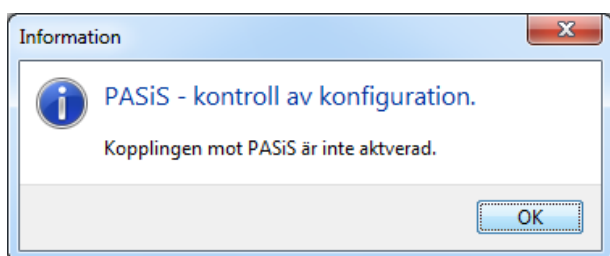 Information
PASiS - kontroll av konfiguration.
Kopplingen mot PASiS är inte aktverad.
OK